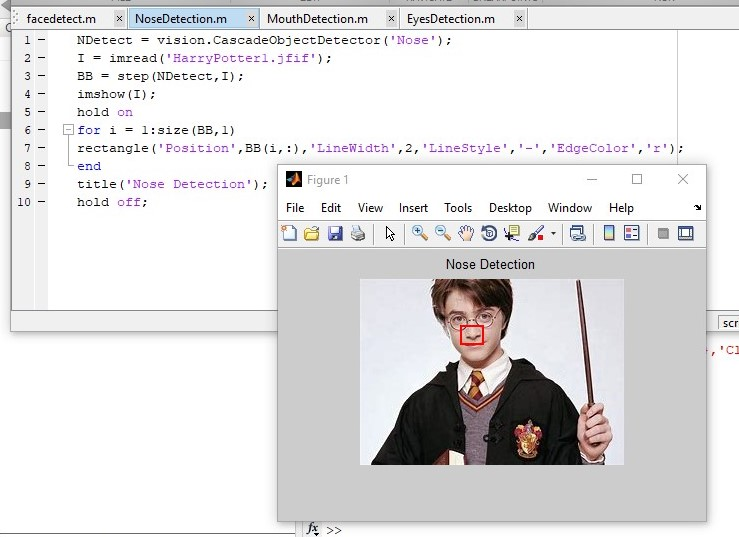 facedetect.m × NoseDetection.m × MouthDetection.m × EyesDetection.m ×
1 NDetect = vision.CascadeObjectDetector('Nose');
2 I = imread('HarryPotter1.jfif');
3 BB = step(NDetect,I);
4 imshow(I);
5 hold on
6 for i = 1:size(BB,1)
7 rectangle('Position',BB(i,:),'LineWidth',2,'LineStyle','-','EdgeColor','r');
8 end
9 title('Nose Detection');
10 hold off;
Figure 1
File Edit View Insert Tools Desktop Window Help
Nose Detection
scr
,'Cl
fx >>